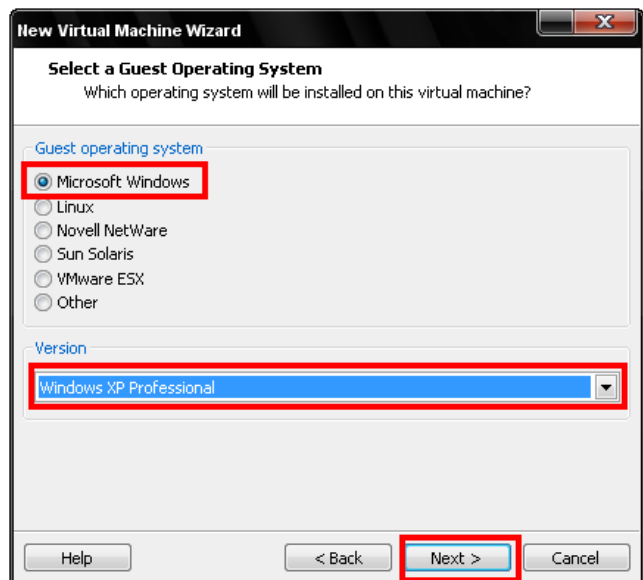 New Virtual Machine Wizard
Select a Guest Operating System
Which operating system will be installed on this virtual machine?
Guest operating system
Microsoft Windows
Linux
Novell NetWare
Sun Solaris
VMware ESX
Other
Version
Windows XP Professional
Help
< Back
Next >
Cancel